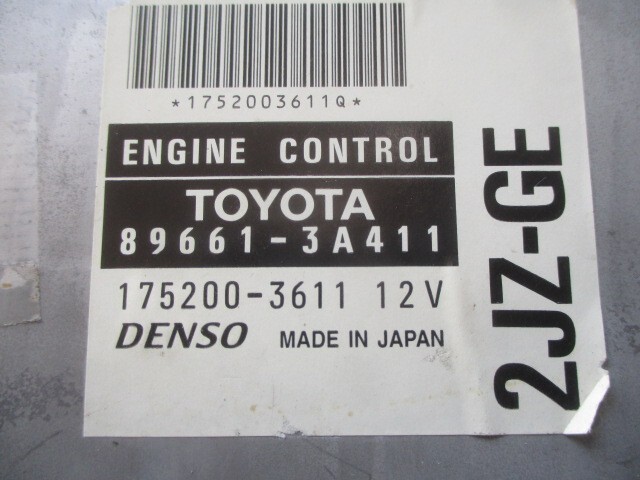 *1752003611Q*
ENGINE CONTROL
TOYOTA
89661-3A411
175200-3611 12V
DENSO MADE IN JAPAN
2JZ-GE